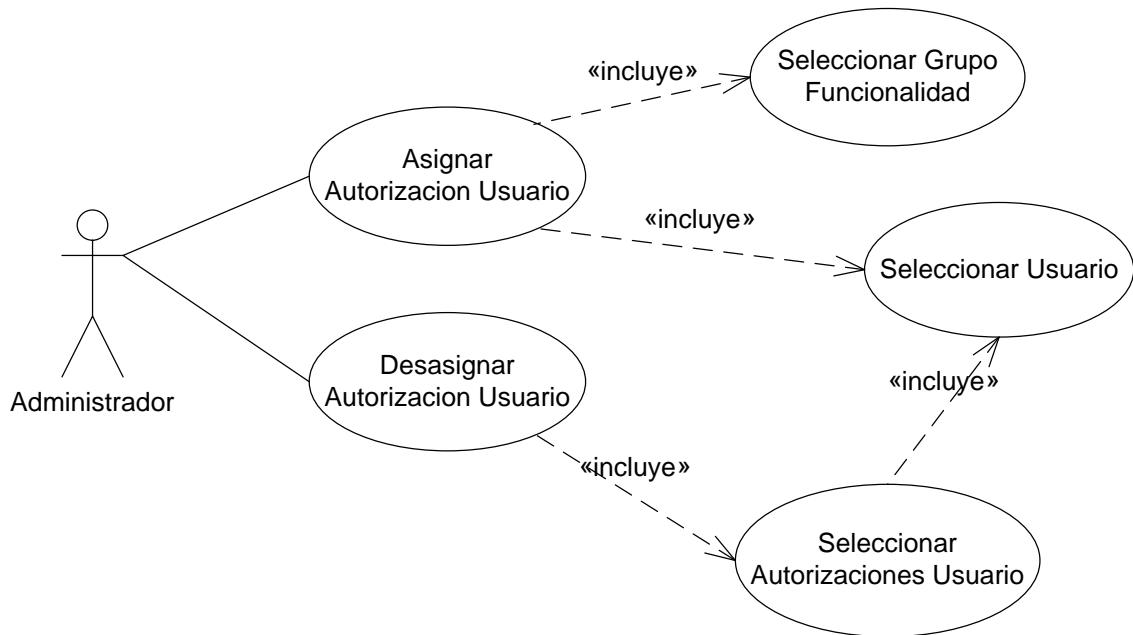 «incluye»
Seleccionar Grupo
Funcionalidad
Asignar
Autorizacion Usuario
«incluye»
Seleccionar Usuario
Administrador
Desasignar
Autorizacion Usuario
«incluye»
«incluye»
Seleccionar
Autorizaciones Usuario